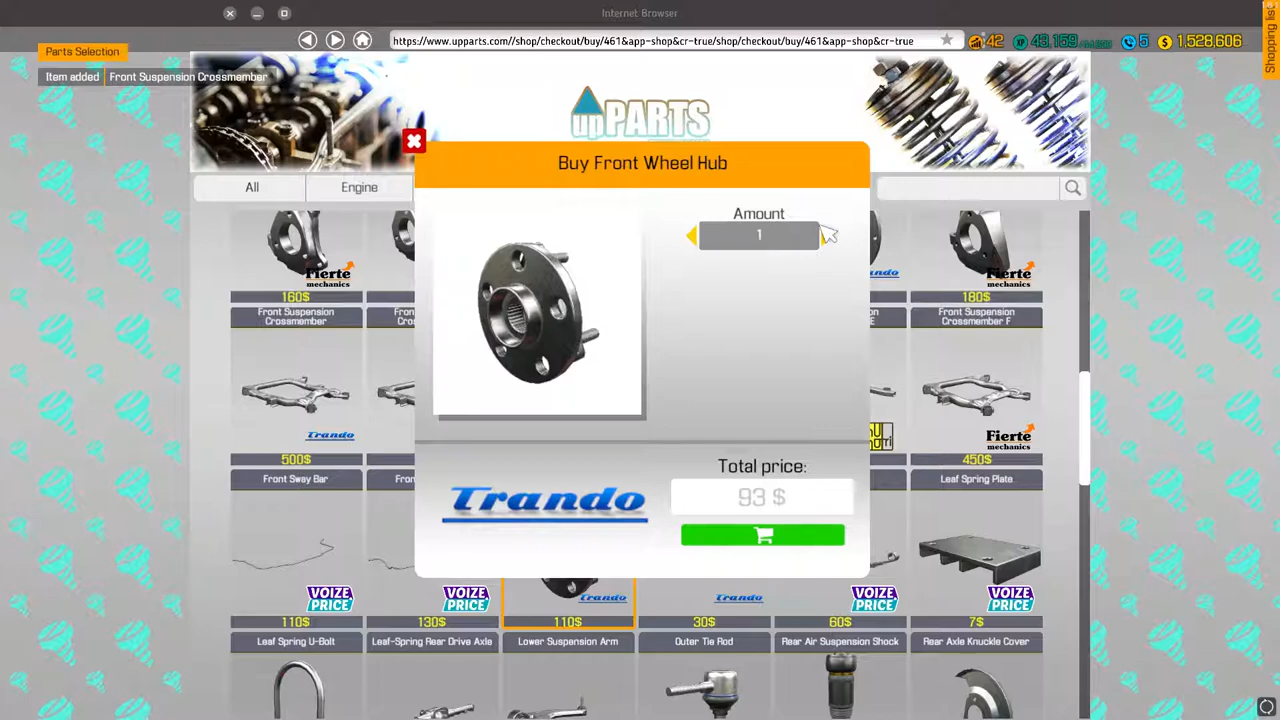 Internet Browser
https://www.upparts.com//shop/checkout/buy/461&app-shop&cr-true/shop/checkout/buy/461&app-shop&cr-true
42
43,159
5
$ 1,528,606
Shopping list
Parts Selection
Item added
Front Suspension Crossmember
upPARTS
Buy Front Wheel Hub
All
Engine
Amount
1
Fierte mechanics
Fierte mechanics
160$
180$
Front Suspension Crossmember
Front Suspension Crossmember F
Trando
Fierte mechanics
500$
450$
Front Sway Bar
Leaf Spring Plate
Total price:
93 $
Trando
VOIZE PRICE
VOIZE PRICE
Trando
Trando
VOIZE PRICE
VOIZE PRICE
110$
130$
110$
30$
60$
7$
Leaf Spring U-Bolt
Leaf-Spring Rear Drive Axle
Lower Suspension Arm
Outer Tie Rod
Rear Air Suspension Shock
Rear Axle Knuckle Cover